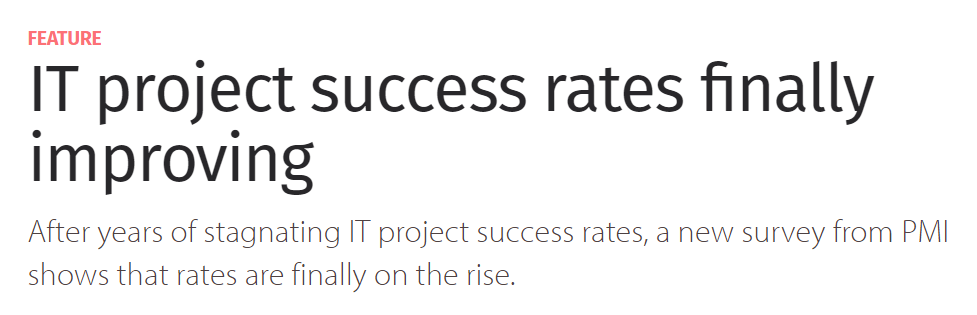 FEATURE
IT project success rates finally
improving
After years of stagnating IT project success rates, a new survey from PMI
shows that rates are finally on the rise.